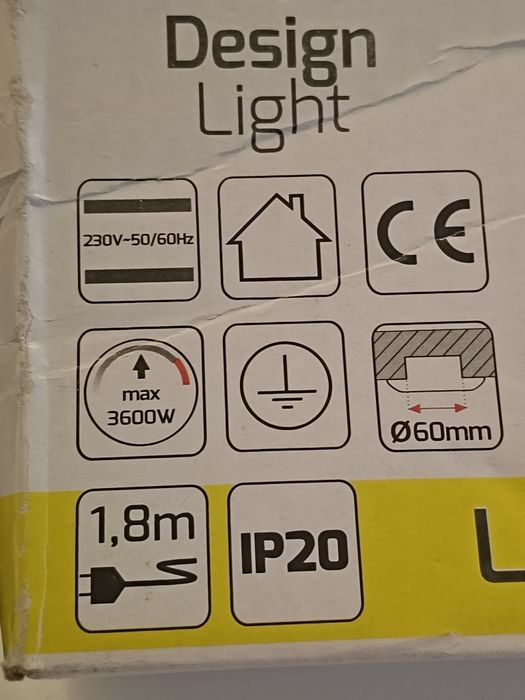 Design
Light
230V~50/60Hz
CE
max
3600W
Ø60mm
1,8m
IP20
L